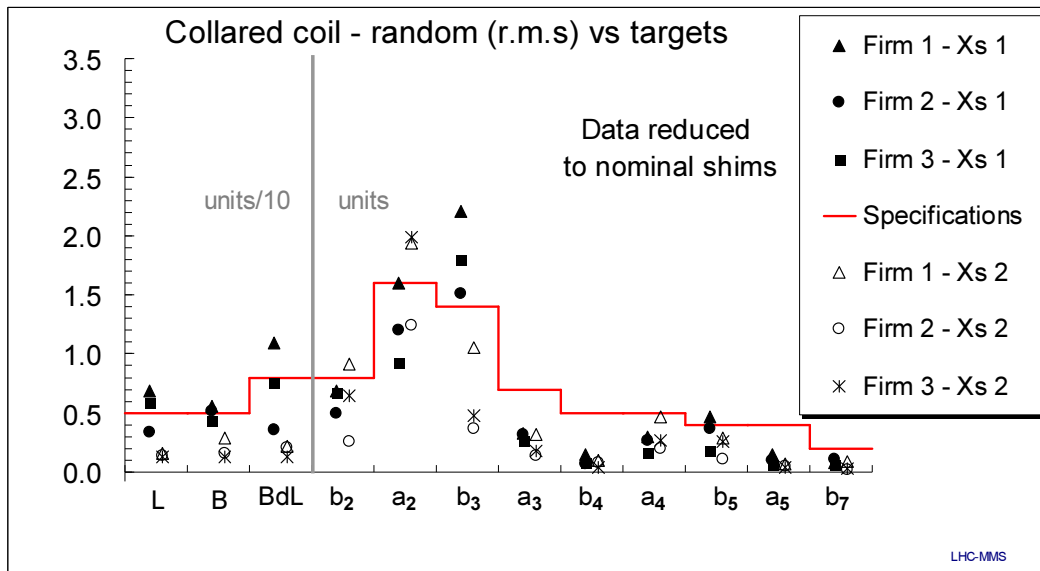 Collared coil - random (r.m.s) vs targets
3.5
3.0
2.5
2.0
1.5
1.0
0.5
0.0
units/10
units
Data reduced
to nominal shims
L
B
BdL
b2
a2
b3
a3
b4
a4
b5
a5
b7
Firm 1 - Xs 1
Firm 2 - Xs 1
Firm 3 - Xs 1
Specifications
Firm 1 - Xs 2
Firm 2 - Xs 2
Firm 3 - Xs 2
LHC-MMS